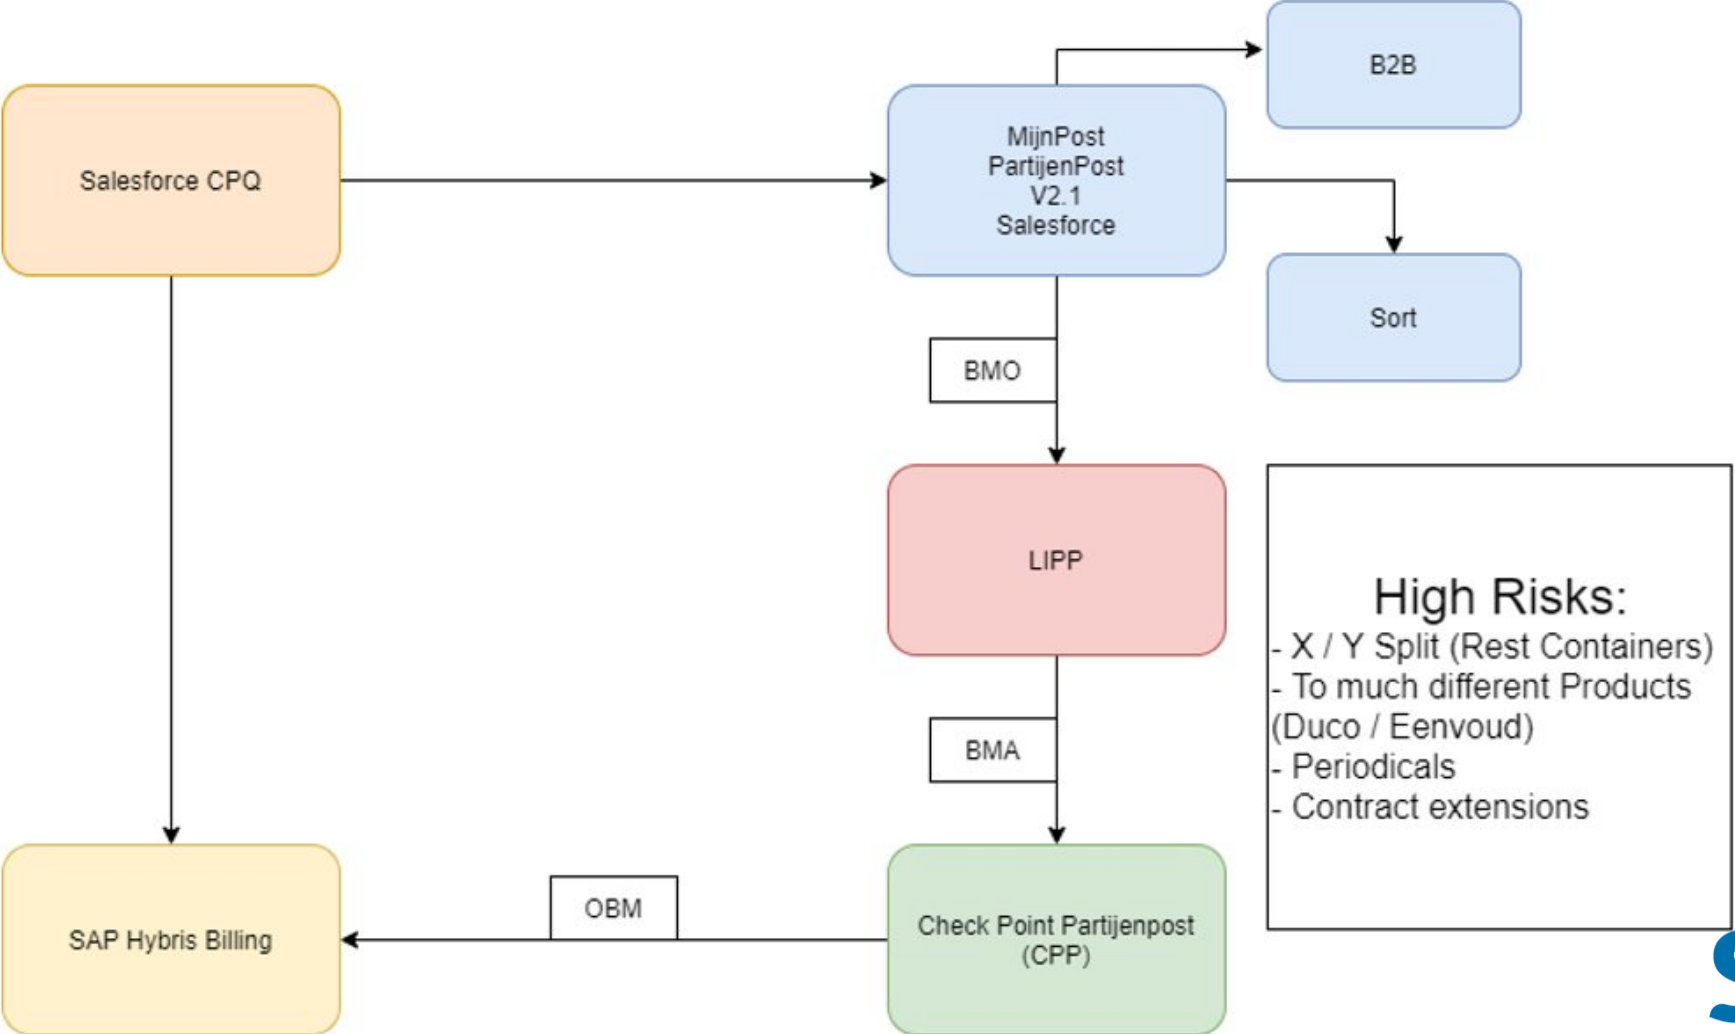 B2B
Salesforce CPQ
MijnPost
PartijenPost
V2.1
Salesforce
Sort
BMO
LIPP
High Risks:
- X / Y Split (Rest Containers)
- To much different Products
(Duco / Eenvoud)
- Periodicals
- Contract extensions
BMA
OBM
SAP Hybris Billing
Check Point Partijenpost
(CPP)